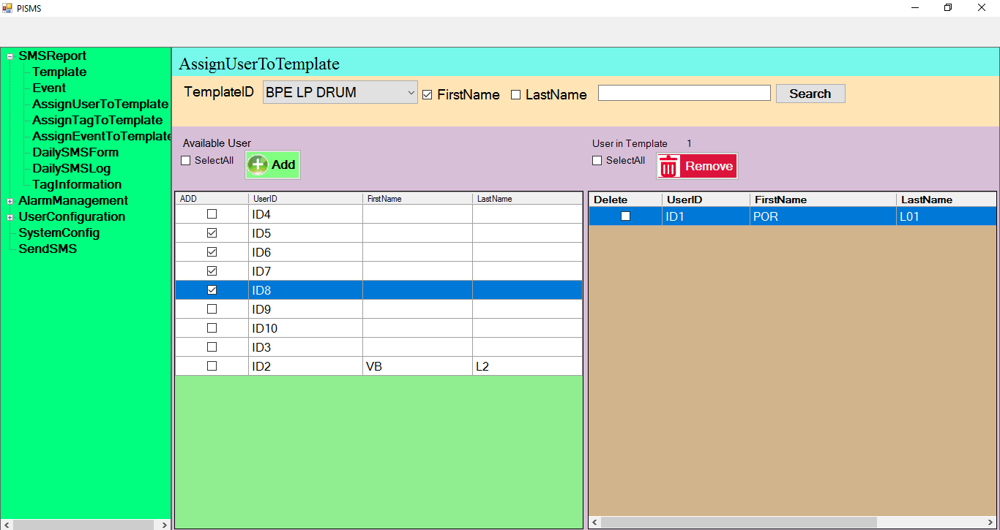 PISMS
SMSReport
Template
Event
AssignUserToTemplate
AssignTagToTemplate
AssignEventToTemplate
DailySMSForm
DailySMSLog
TagInformation
AlarmManagement
UserConfiguration
SystemConfig
SendSMS
AssignUserToTemplate
TemplateID BPE LP DRUM FirstName LastName Search
Available User
SelectAll Add
ADD UserID FirstName LastName
ID4
ID5
ID6
ID7
ID8
ID9
ID10
ID3
ID2 VB L2
User in Template 1
SelectAll Remove
Delete UserID FirstName LastName
ID1 POR L01